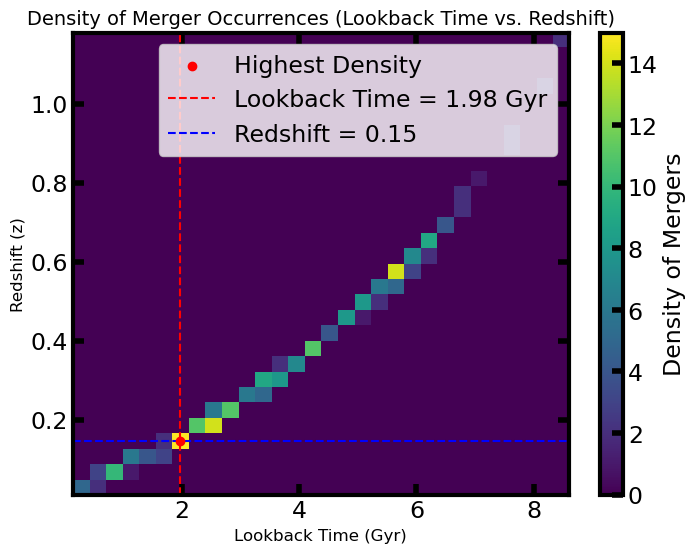 Density of Merger Occurrences (Lookback Time vs. Redshift)
Highest Density
Lookback Time = 1.98 Gyr
Redshift = 0.15
Redshift (z)
1.0
0.8
0.6
0.4
0.2
2
4
6
8
Lookback Time (Gyr)
14
12
10
8
6
4
2
0
Density of Mergers